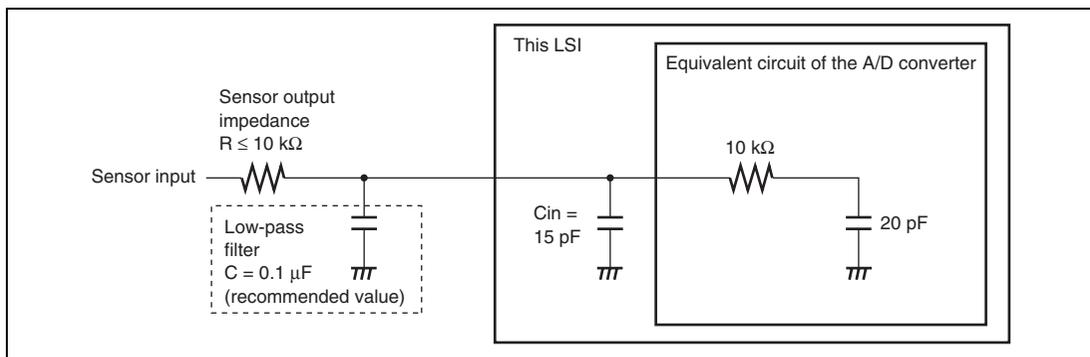 This LSI
Equivalent circuit of the A/D converter
Sensor output
impedance
R ≤ 10 kΩ
10 kΩ
Sensor input
Low-pass
filter
C = 0.1 μF
(recommended value)
Cin =
15 pF
20 pF